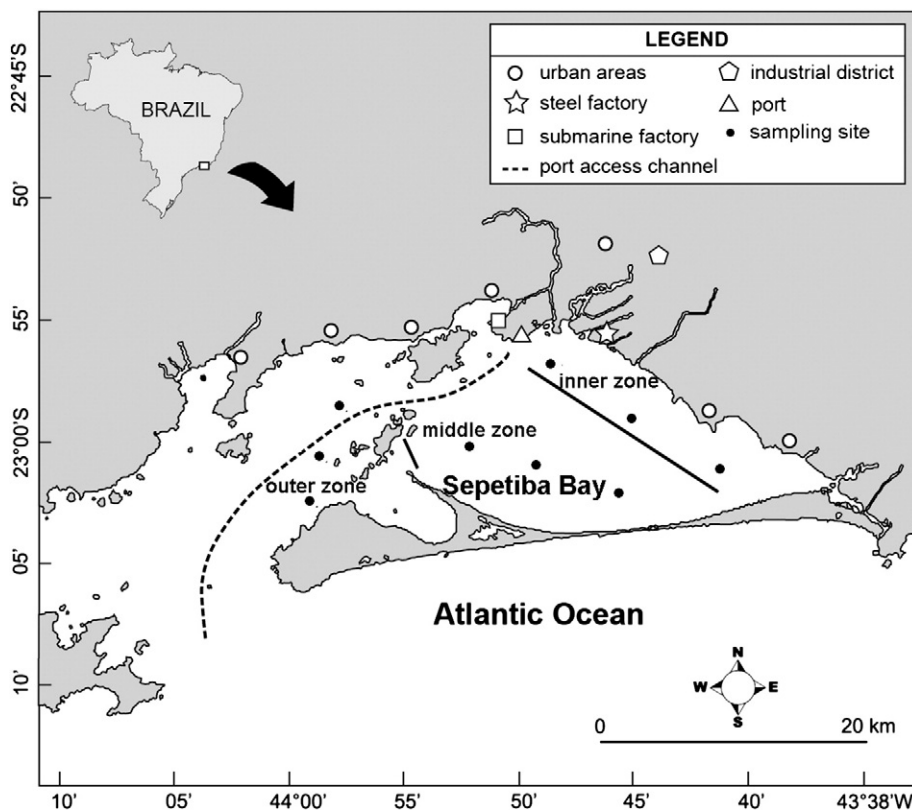 LEGEND
urban areas
industrial district
steel factory
port
submarine factory
sampling site
port access channel
BRAZIL
22°45'S
50'
55'
23°00'S
05'
10'
inner zone
middle zone
outer zone
Sepetiba Bay
Atlantic Ocean
N
W E
S
0 20 km
10' 05' 44°00' 55' 50' 45' 40' 43°38'W